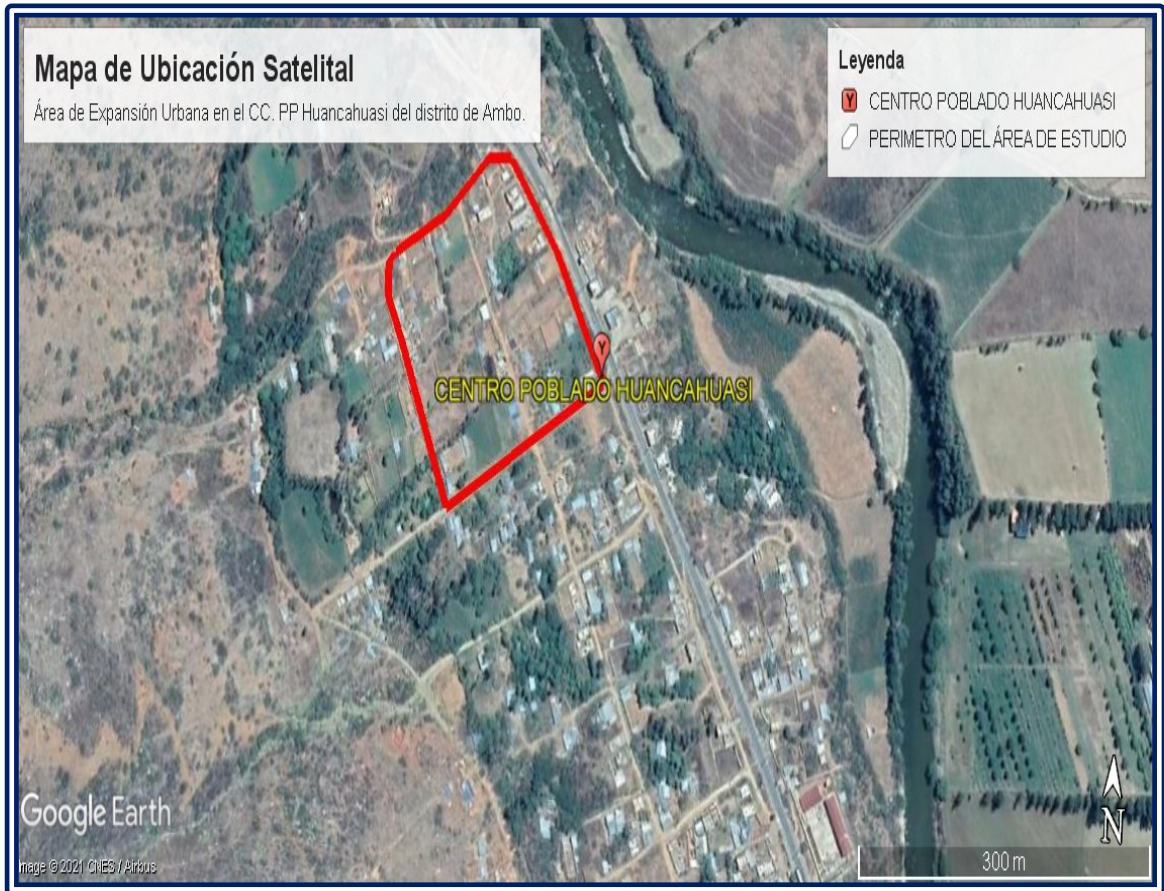 Mapa de Ubicación Satelital
Área de Expansión Urbana en el CC. PP Huancahuasi del distrito de Ambo.
Leyenda
Y CENTRO POBLADO HUANCAHUASI
PERIMETRO DEL ÁREA DE ESTUDIO
Y
CENTRO POBLADO HUANCAHUASI
Google Earth
mage © 2021 CNES / Airbus
N
300 m